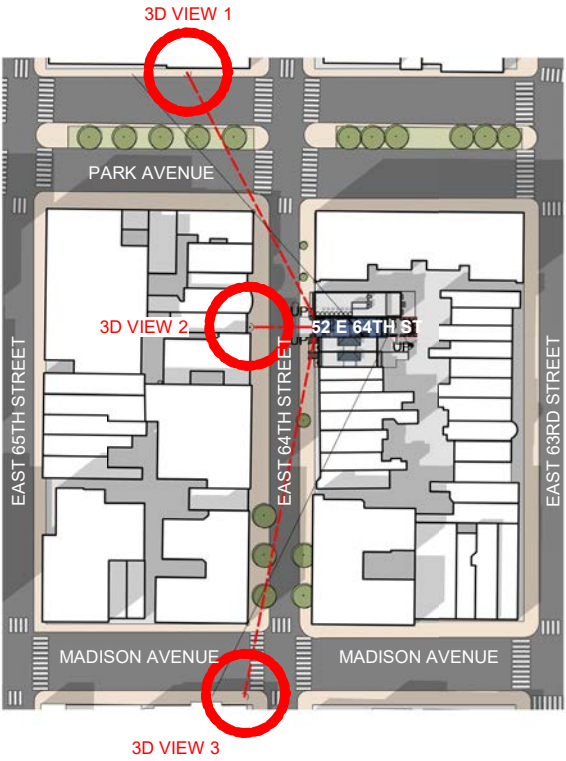 3D VIEW 1
PARK AVENUE
UP
3D VIEW 2
52 E 64TH ST
UP
UP
EAST 65TH STREET
EAST 64TH STREET
EAST 63RD STREET
MADISON AVENUE
MADISON AVENUE
3D VIEW 3